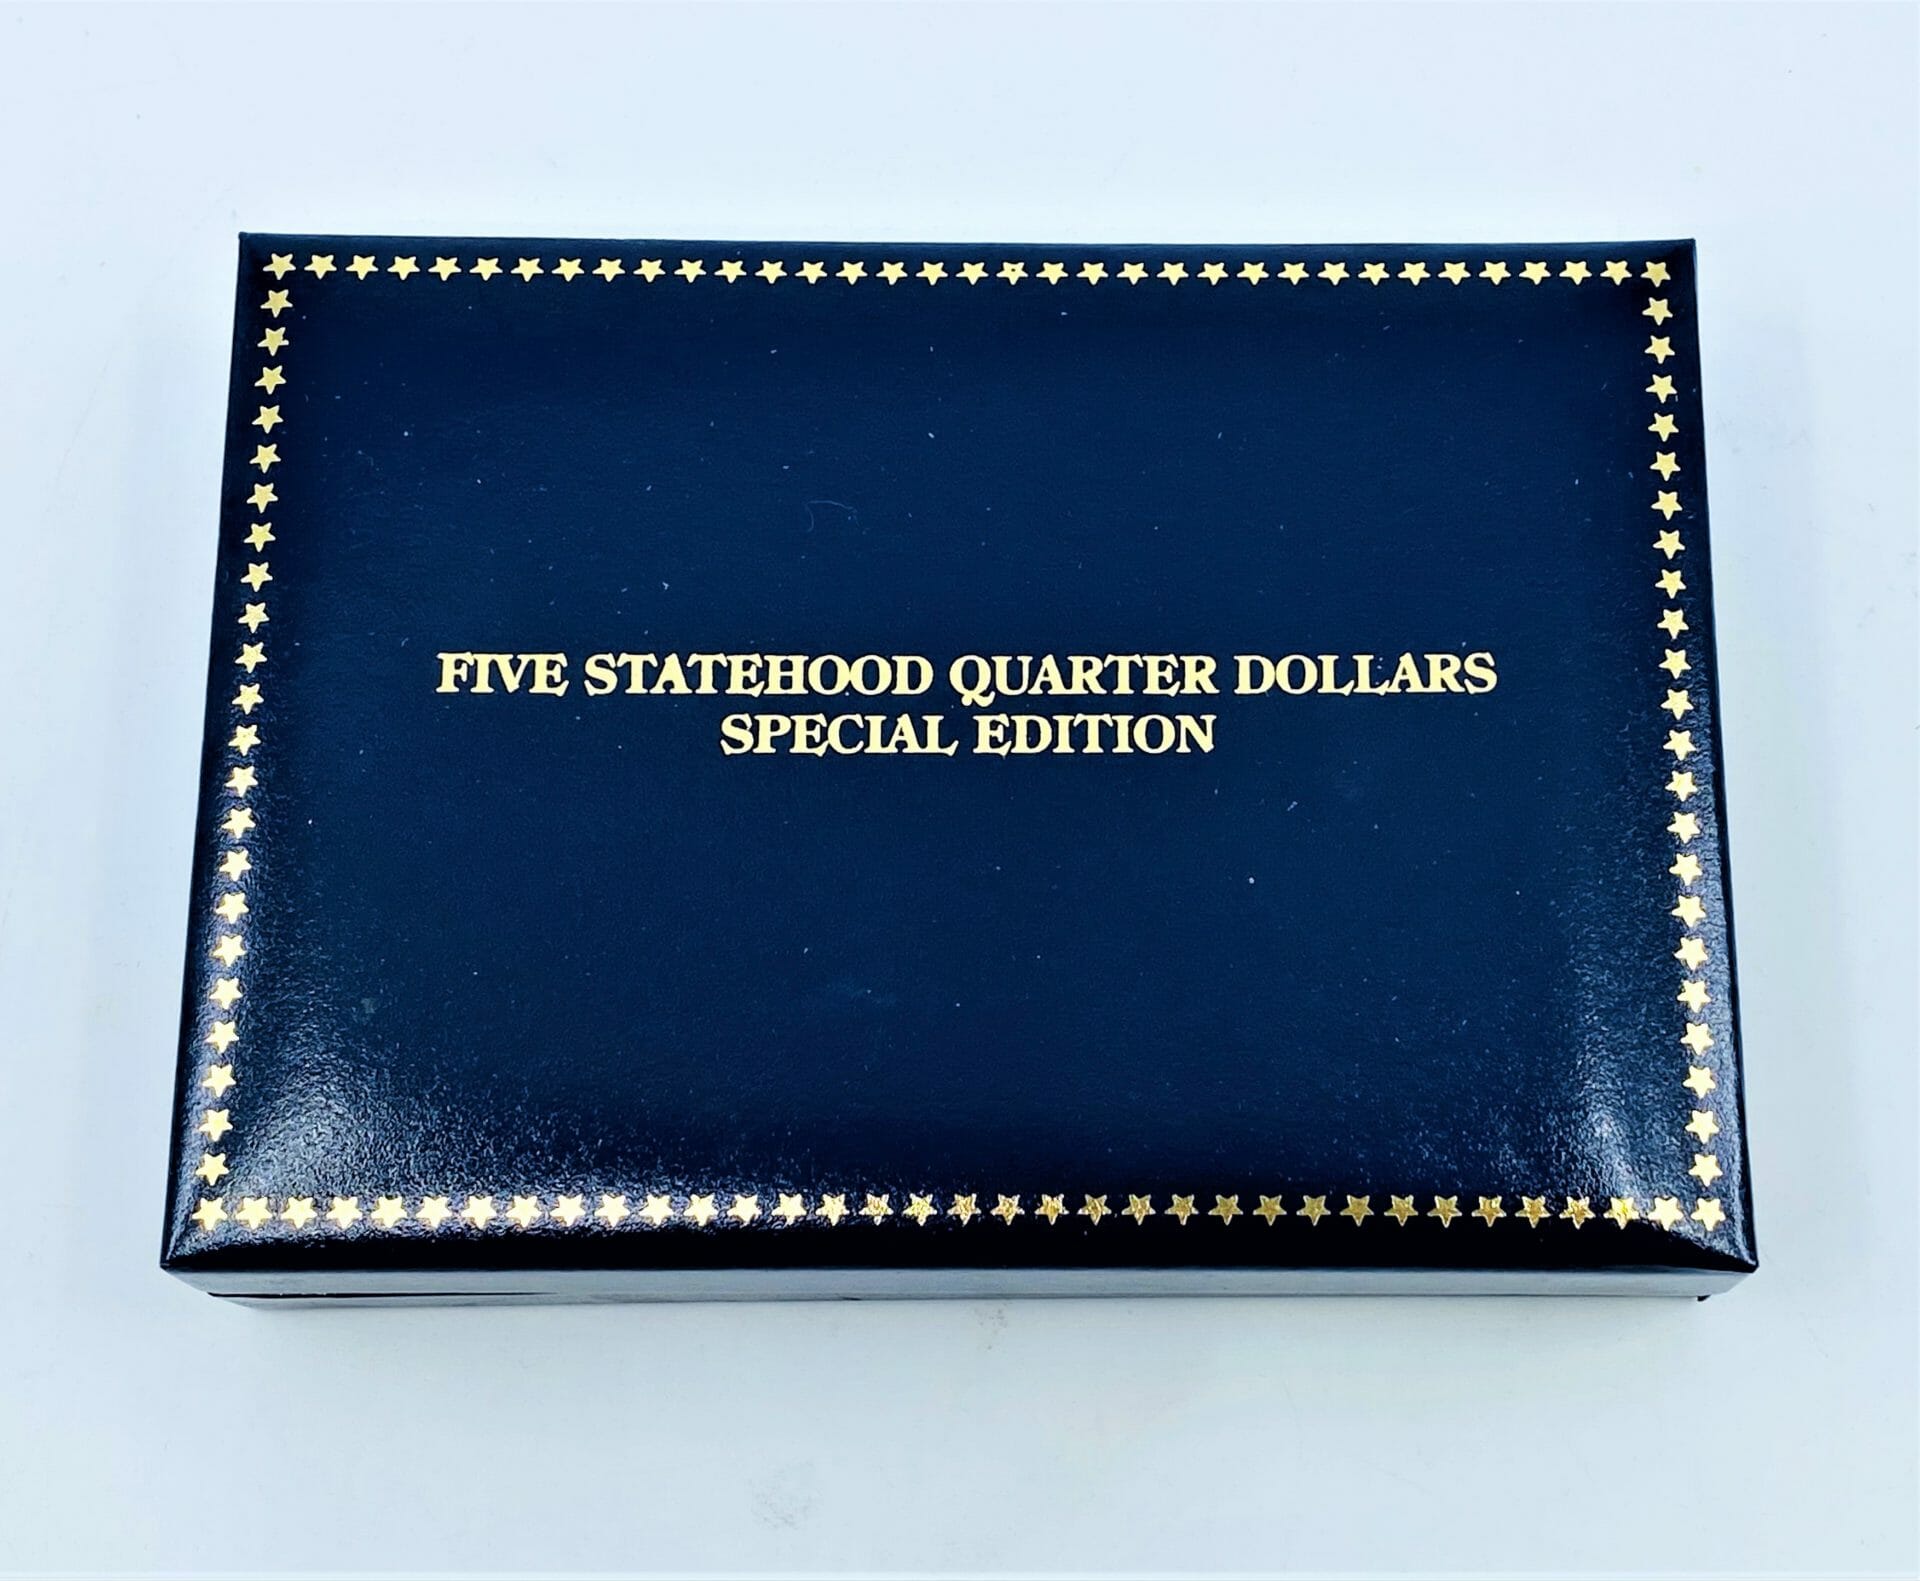 FIVE STATEHOOD QUARTER DOLLARS
SPECIAL EDITION